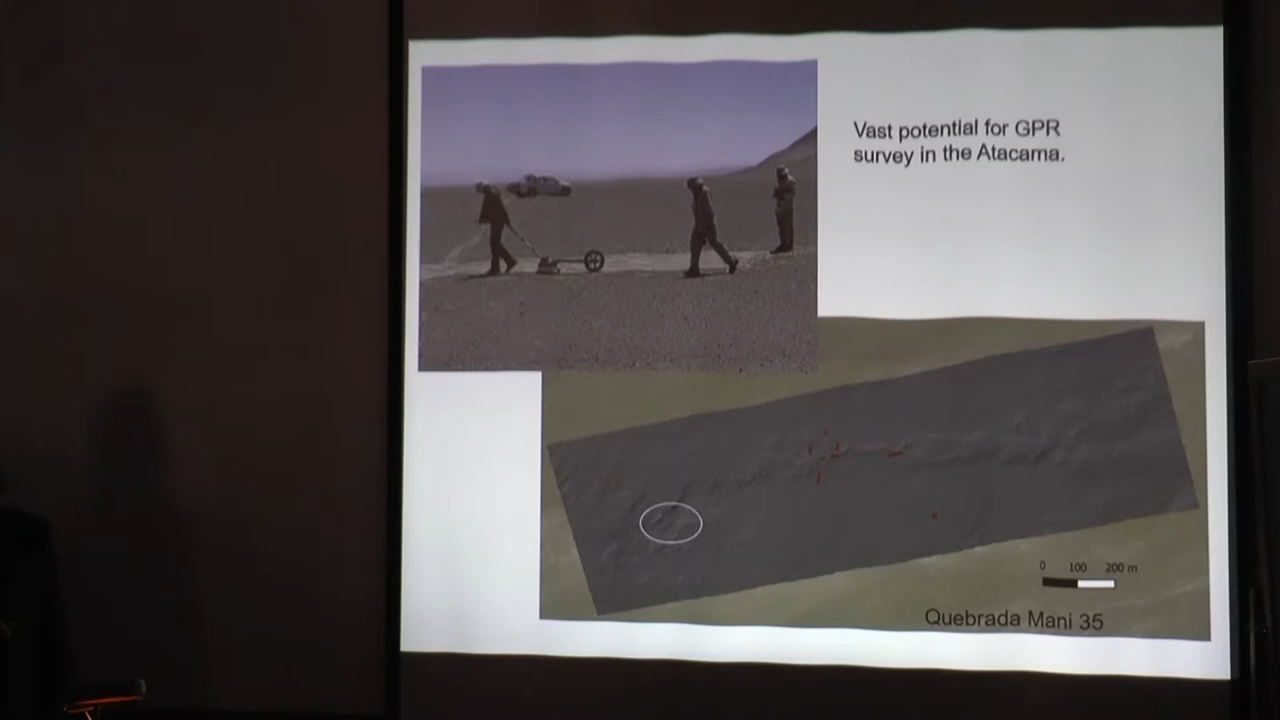 Vast potential for GPR
survey in the Atacama.
0 100 200 m
Quebrada Mani 35